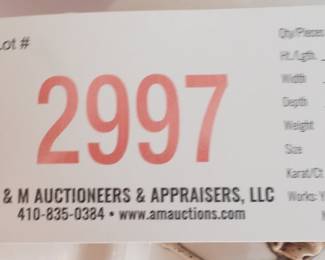 Lot #
2997
& M AUCTIONEERS & APPRAISERS, LLC
410-835-0384 • www.amauctions.com
Qty/Pieces
Ht./Lgth.
Width
Depth
Weight
Size
Karat/Ct
Works: Y